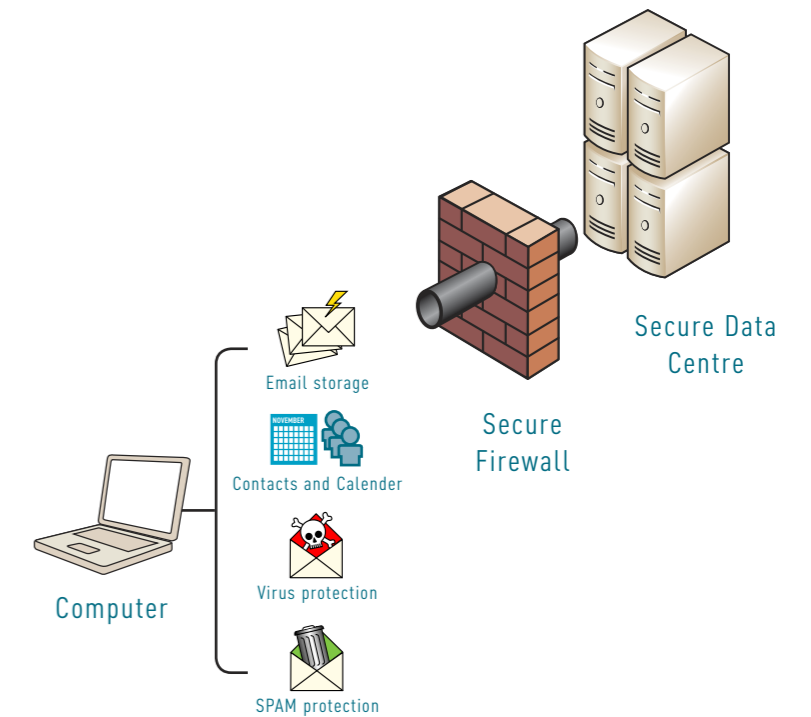 Secure Data
Centre
Secure
Firewall
Email storage
NOVEMBER
Contacts and Calender
Computer
Virus protection
SPAM protection